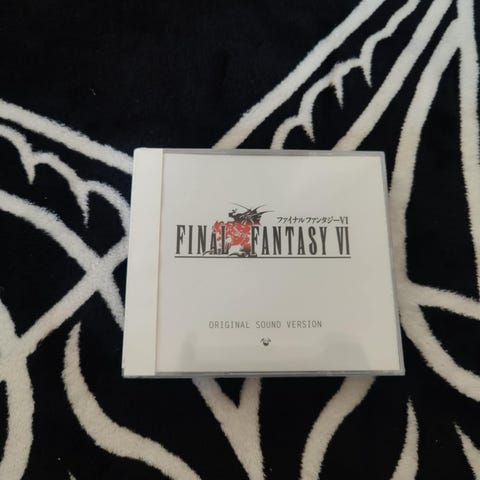 ファイナルファンタジーVI
FINAL FANTASY VI
ORIGINAL SOUND VERSION